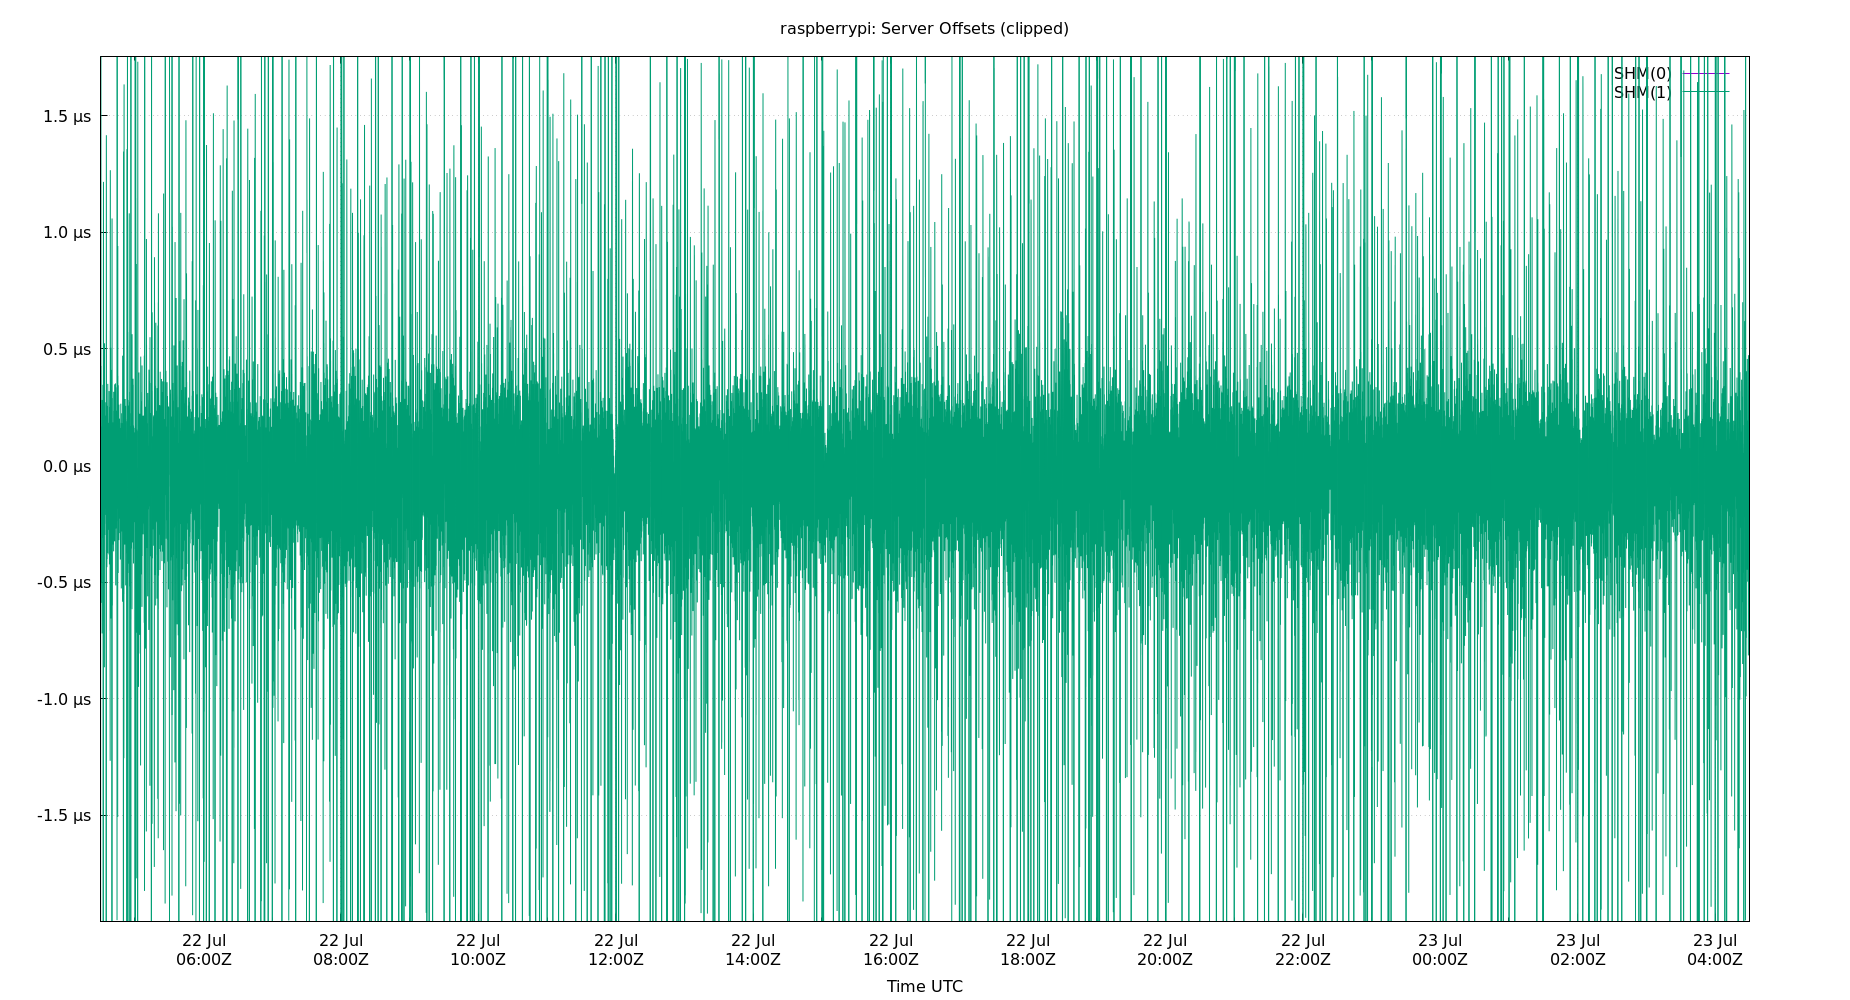 raspberrypi: Server Offsets (clipped)
SHM(0)
SHM(1)
1.5 µs
1.0 µs
0.5 µs
0.0 µs
-0.5 µs
-1.0 µs
-1.5 µs
22 Jul 22 Jul 22 Jul 22 Jul 22 Jul 22 Jul 22 Jul 22 Jul 22 Jul 23 Jul 23 Jul 23 Jul
06:00Z 08:00Z 10:00Z 12:00Z 14:00Z 16:00Z 18:00Z 20:00Z 22:00Z 00:00Z 02:00Z 04:00Z
Time UTC